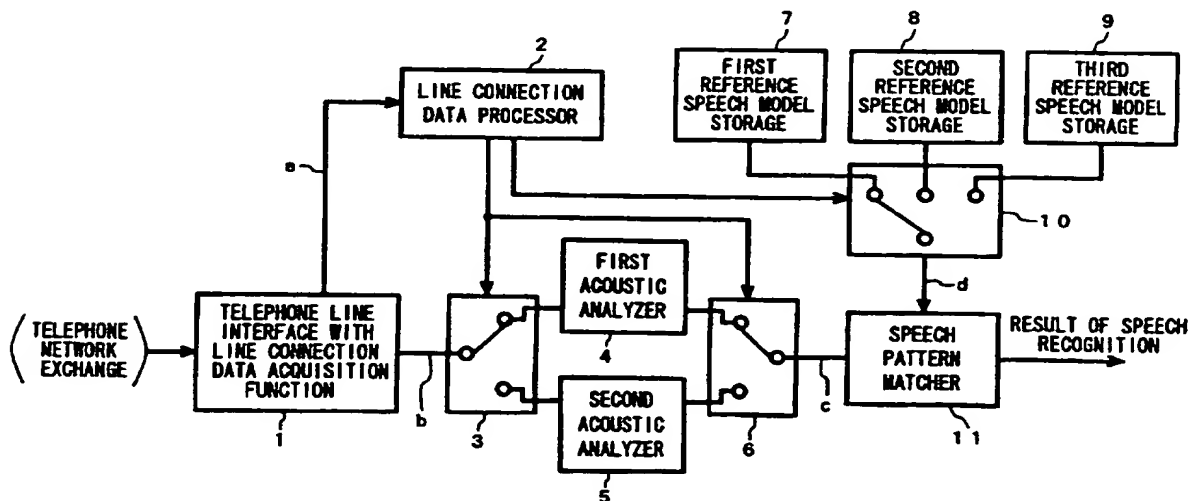 7
8
9
2
FIRST
REFERENCE
SPEECH MODEL
STORAGE
SECOND
REFERENCE
SPEECH MODEL
STORAGE
THIRD
REFERENCE
SPEECH MODEL
STORAGE
LINE CONNECTION
DATA PROCESSOR
a
10
FIRST
ACOUSTIC
ANALYZER
4
d
TELEPHONE
NETWORK
EXCHANGE
TELEPHONE LINE
INTERFACE WITH
LINE CONNECTION
DATA ACQUISITION
FUNCTION
1
b
3
SECOND
ACOUSTIC
ANALYZER
5
6
c
SPEECH
PATTERN
MATCHER
11
RESULT OF SPEECH
RECOGNITION